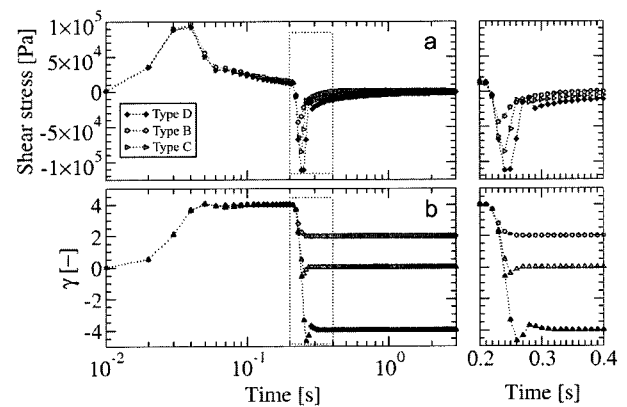 a
Shear stress [Pa]
1×10⁵
5×10⁴
0
-5×10⁴
-1×10⁵
Type D
Type B
Type C
b
γ [−]
4
2
0
-2
-4
10⁻² 10⁻¹ 10⁰
Time [s]
0.2 0.3 0.4
Time [s]